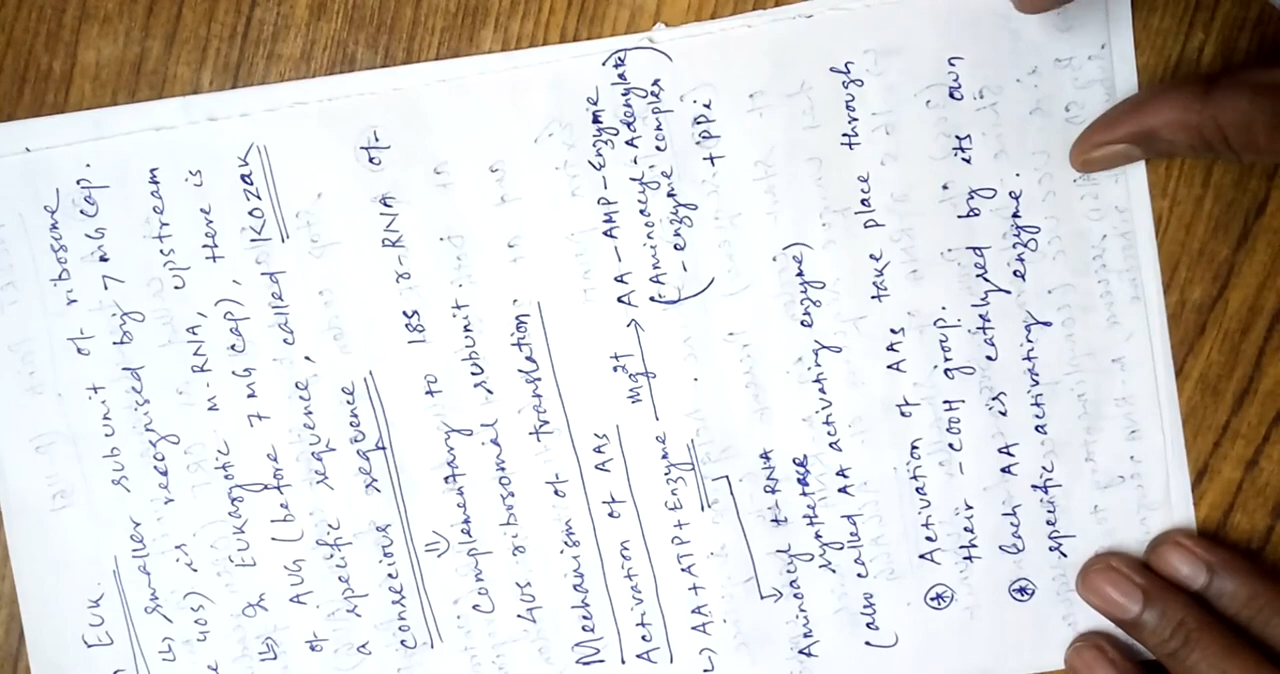 Euk.
↳ smaller subunit of ribosome
40S) is recognised by 7 mG Cap.
↳ In Eukaryotic m-RNA, upstream
of AUG (before 7 mG Cap), there is
a specific sequence, called KOZAK
consecious sequence
⇓
Complementary to 18S r-RNA of
40S ribosomal subunit.
Mechanism of translation:
Activation of AAs
↳ AA + ATP + Enzyme —Mg2+→ AA-AMP-Enzyme
(Aminoacyl-Adenylate)
(-enzyme complex)
+ PPi
Aminoacyl t-RNA
synthetase
(also called AA activating enzyme)
⊛ Activation of AAs take place through
their -COOH group.
⊛ Each AA is catalyzed by its own
specific activating enzyme.